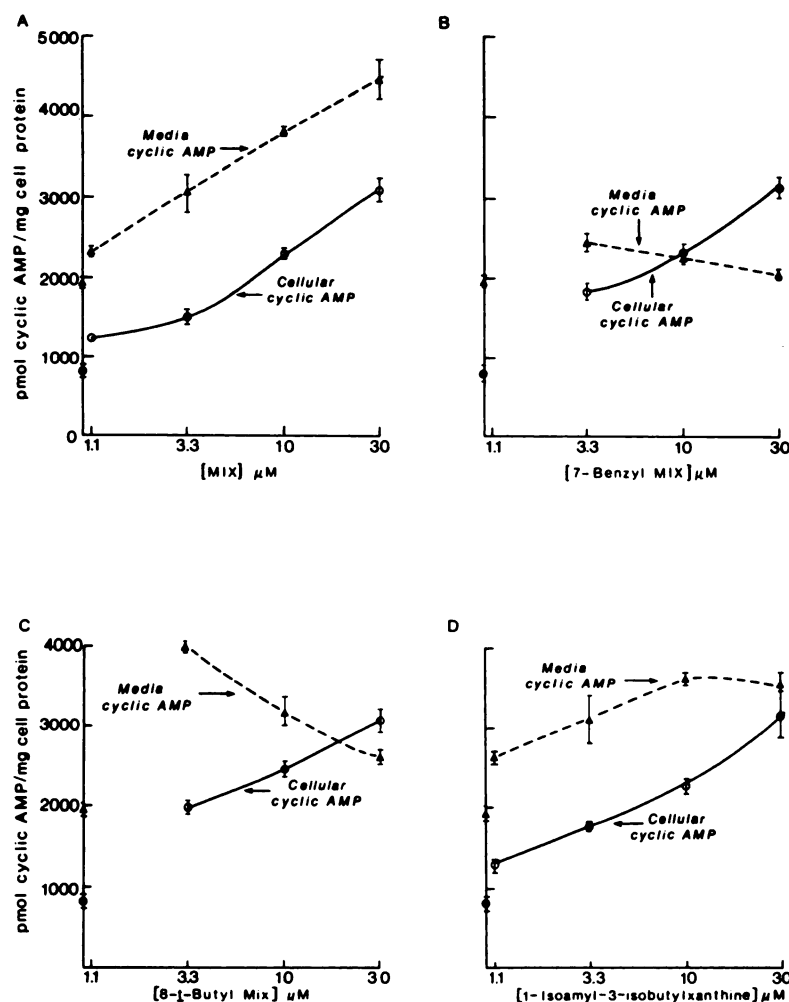 A
pmol cyclic AMP/mg cell protein
5000
4000
3000
2000
1000
0
Media
cyclic AMP
Cellular
cyclic AMP
1.1
3.3
10
30
[MIX] μM
B
Media
cyclic AMP
Cellular
cyclic AMP
1.1
3.3
10
30
[7-Benzyl MIX]μM
C
pmol cyclic AMP/mg cell protein
4000
3000
2000
1000
Media
cyclic AMP
Cellular
cyclic AMP
1.1
3.3
10
30
[8-t-Butyl Mix] μM
D
Media
cyclic AMP
Cellular
cyclic AMP
1.1
3.3
10
30
[1-Isoamyl-3-isobutylxanthine] μM